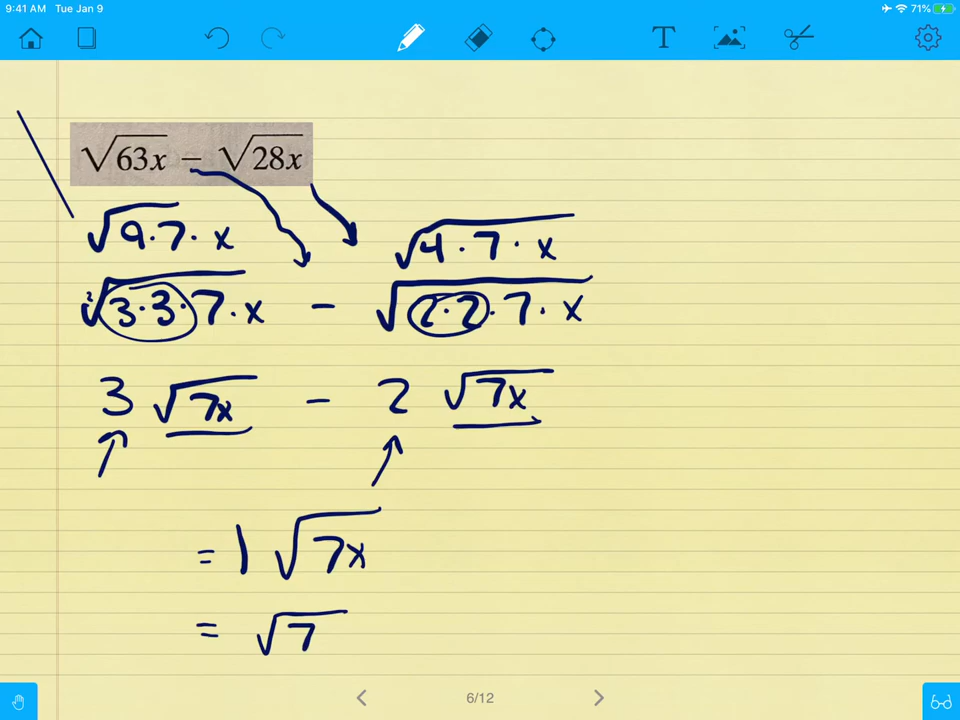 9:41 AM Tue Jan 9 71%
T
√63x − √28x
√9·7·x √4·7·x
²√3·3·7·x − √2·2·7·x
3 √7x − 2 √7x
= 1 √7x
= √7
6/12